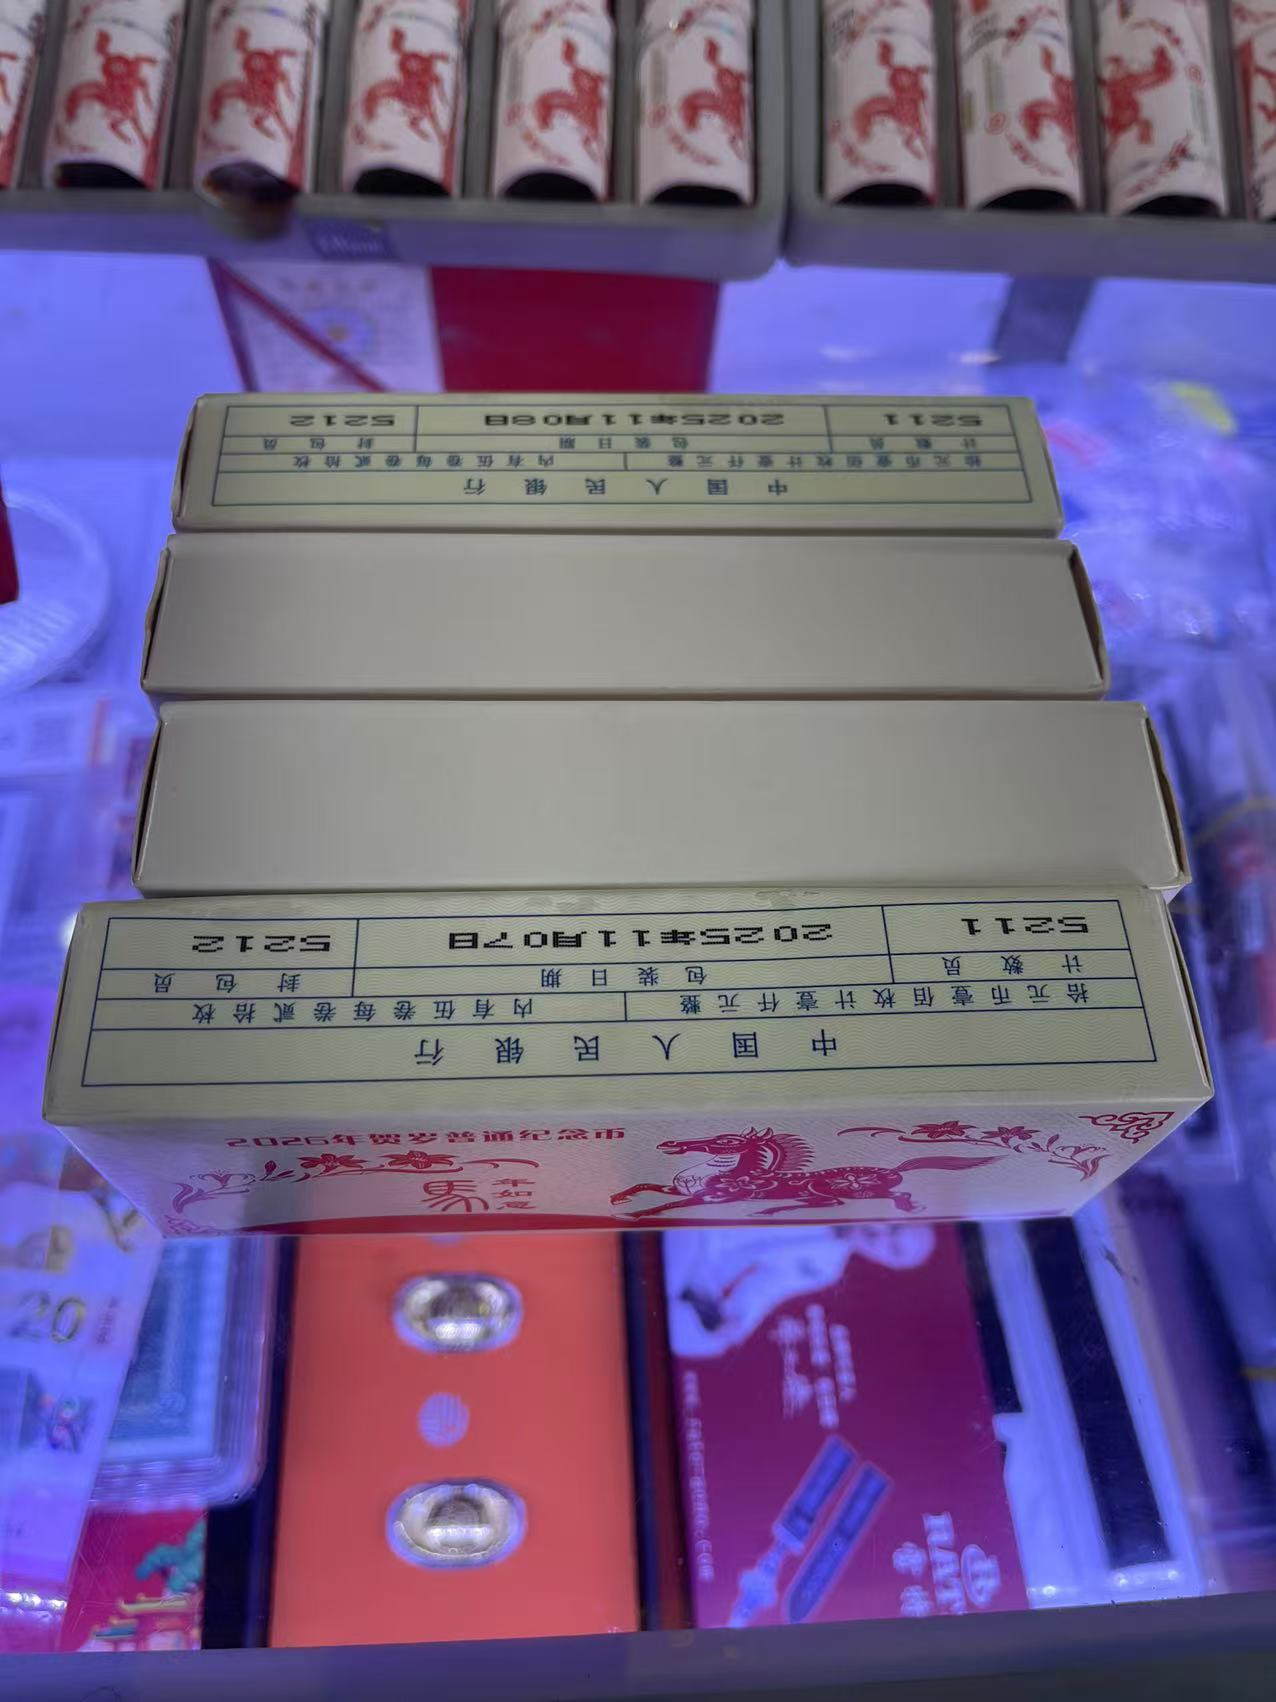 中国人民银行
拾元币壹佰枚计壹仟元整 内有伍卷每卷贰拾枚
计数员 包装日期 封包员
5211 2025年11月08日 5212
中国人民银行
拾元币壹佰枚计壹仟元整 内有伍卷每卷贰拾枚
计数员 包装日期 封包员
5211 2025年11月07日 5212
2026年贺岁普通纪念币
马年如意
20